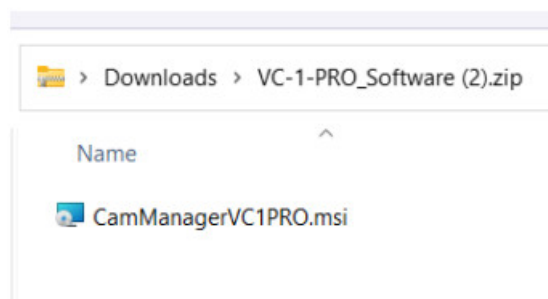 > Downloads > VC-1-PRO_Software (2).zip
Name
CamManagerVC1PRO.msi